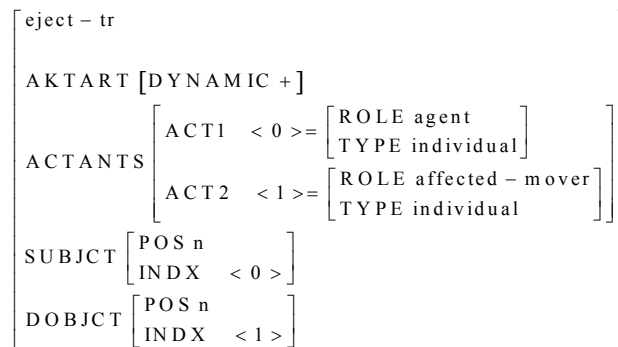 eject – tr
AKTART [DYNAMIC +]
ACTANTS
ACT1 < 0 >=
ROLE agent
TYPE individual
ACT2 < 1 >=
ROLE affected – mover
TYPE individual
SUBJCT
POS n
INDX < 0 >
DOBJCT
POS n
INDX < 1 >